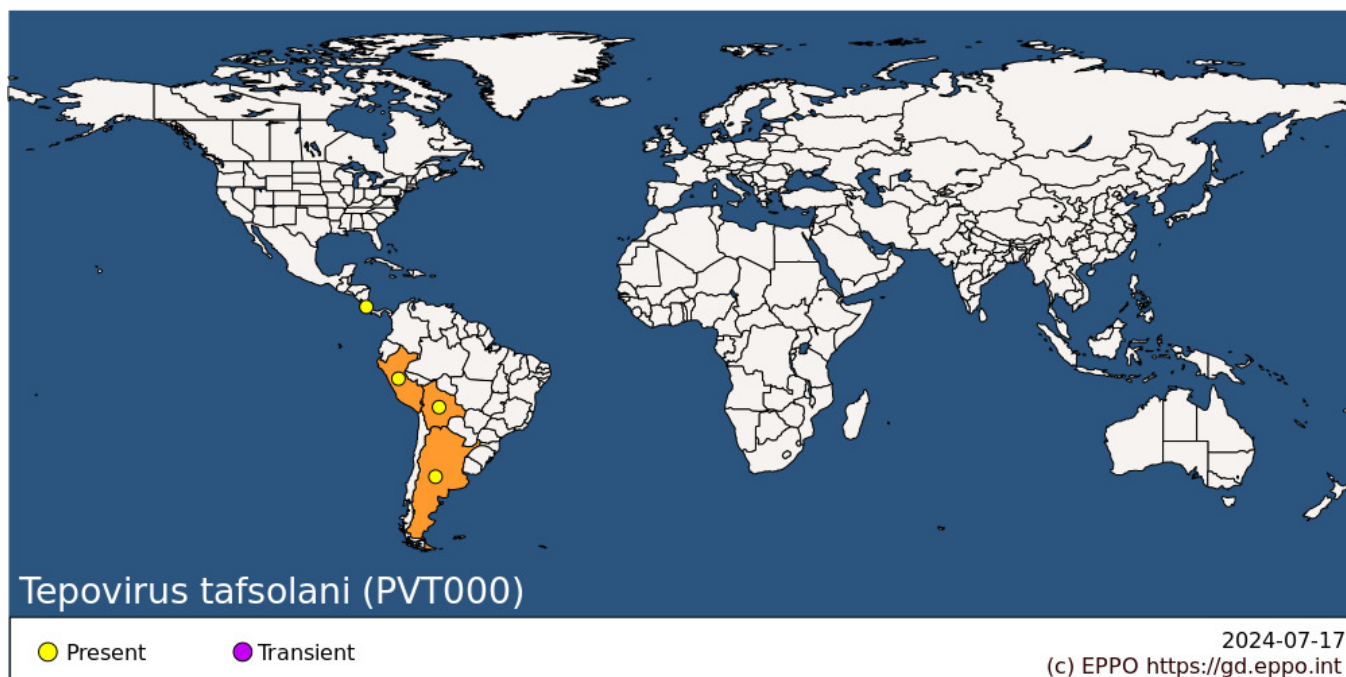 Tepovirus tafsolani (PVT000)
Present
Transient
2024-07-17
(c) EPPO https://gd.eppo.int